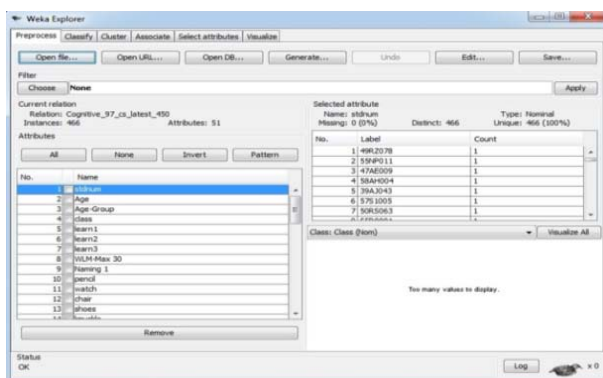 Weka Explorer
Preprocess Classify Cluster Associate Select attributes Visualize
Open file... Open URL... Open DB... Generate... Undo Edit... Save...
Filter
Choose None Apply
Current relation
Relation: Cognitive_97_cs_latest_450
Instances: 466 Attributes: 51
Attributes
All None Invert Pattern
No. Name
1 stdnum
2 Age
3 Age-Group
4 class
5 learn1
6 learn2
7 learn3
8 WLM-Max 30
9 Naming 1
10 pencil
11 watch
12 chair
13 shoes
Remove
Selected attribute
Name: stdnum Type: Nominal
Missing: 0 (0%) Distinct: 466 Unique: 466 (100%)
No. Label Count
1 49RZ078 1
2 55NP011 1
3 47AE009 1
4 58AH004 1
5 39AJ043 1
6 57S1005 1
7 50RS063 1
Class: Class (Nom) Visualize All
Too many values to display.
Status
OK
Log x 0